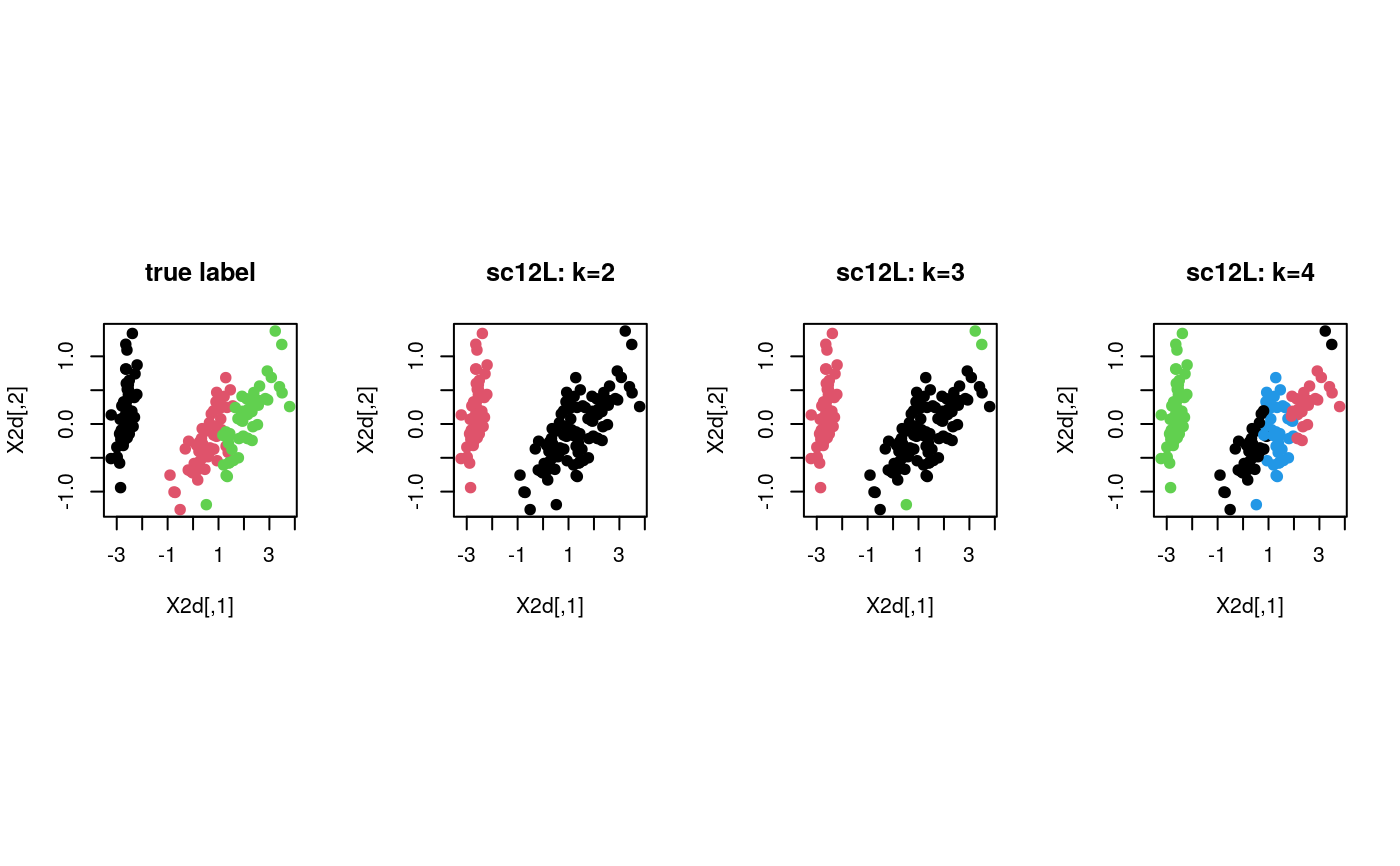 true label
X2d[,2]
1.0
0.0
-1.0
-3 -1 1 3
X2d[,1]
sc12L: k=2
X2d[,2]
1.0
0.0
-1.0
-3 -1 1 3
X2d[,1]
sc12L: k=3
X2d[,2]
1.0
0.0
-1.0
-3 -1 1 3
X2d[,1]
sc12L: k=4
X2d[,2]
1.0
0.0
-1.0
-3 -1 1 3
X2d[,1]